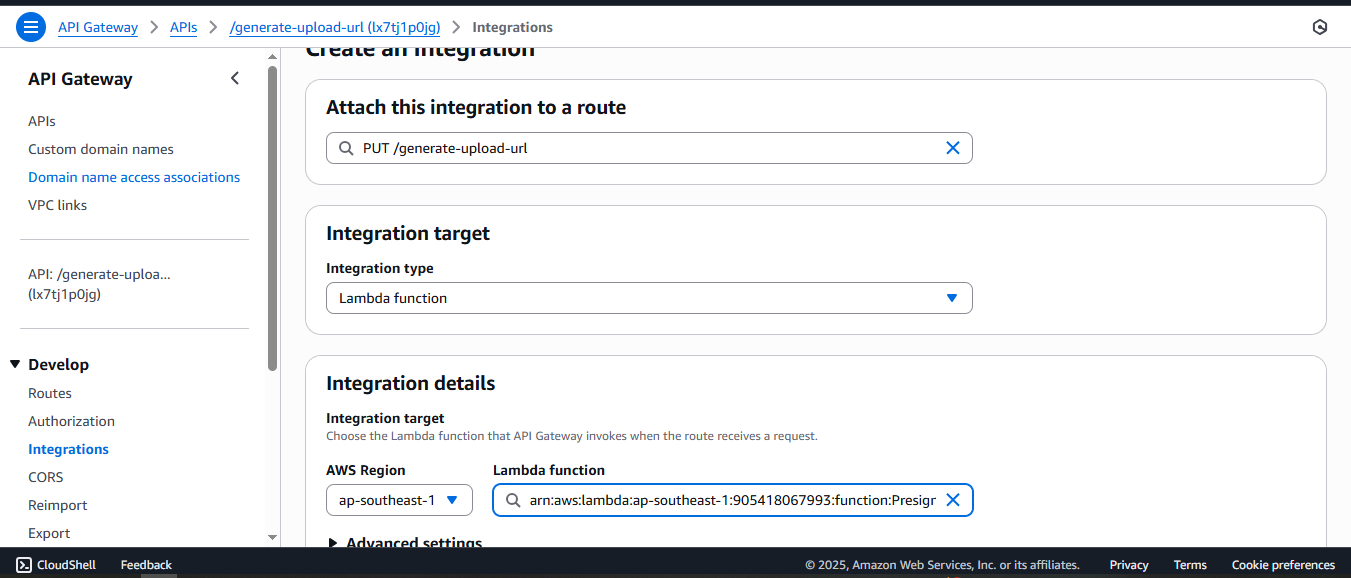 API Gateway > APIs > /generate-upload-url (lx7tj1p0jg) > Integrations
API Gateway
APIs
Custom domain names
Domain name access associations
VPC links
API: /generate-uploa...
(lx7tj1p0jg)
Develop
Routes
Authorization
Integrations
CORS
Reimport
Export
Create an integration
Attach this integration to a route
PUT /generate-upload-url
Integration target
Integration type
Lambda function
Integration details
Integration target
Choose the Lambda function that API Gateway invokes when the route receives a request.
AWS Region
Lambda function
ap-southeast-1
arn:aws:lambda:ap-southeast-1:905418067993:function:Presigr
Advanced settings
CloudShell
Feedback
© 2025, Amazon Web Services, Inc. or its affiliates.
Privacy
Terms
Cookie preferences